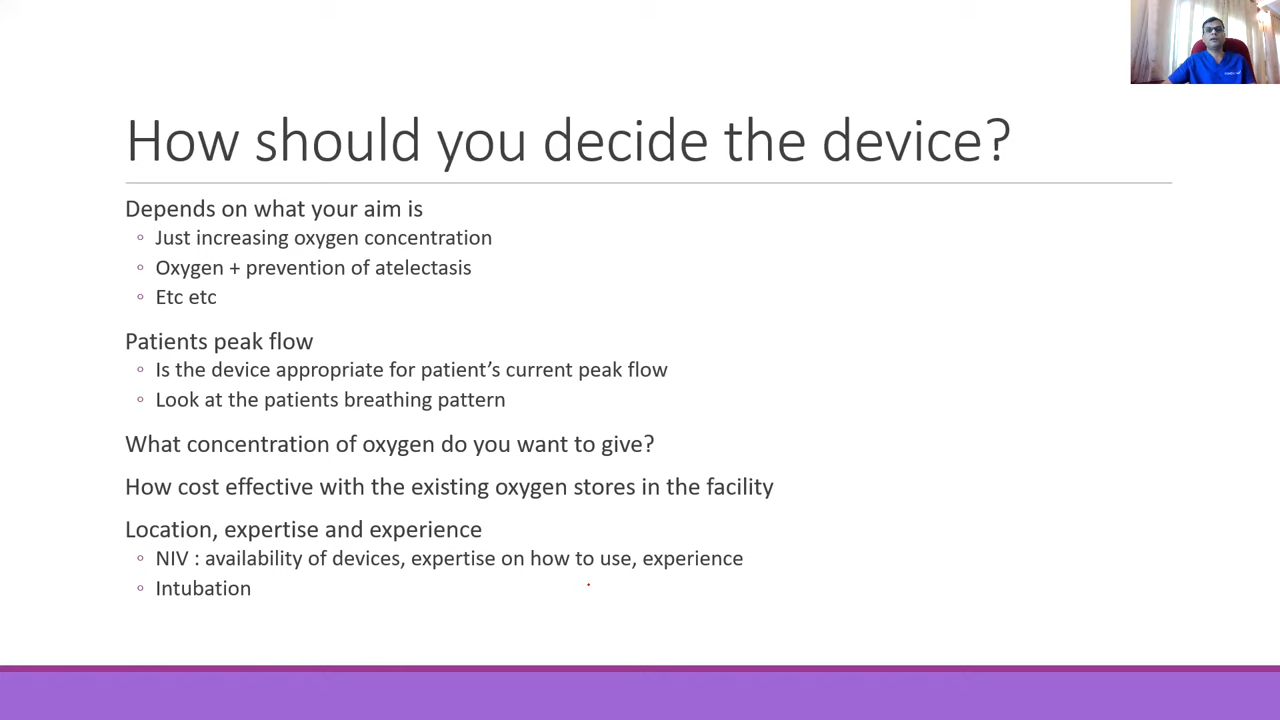 How should you decide the device?
Depends on what your aim is
Just increasing oxygen concentration
Oxygen + prevention of atelectasis
Etc etc
Patients peak flow
Is the device appropriate for patient's current peak flow
Look at the patients breathing pattern
What concentration of oxygen do you want to give?
How cost effective with the existing oxygen stores in the facility
Location, expertise and experience
NIV : availability of devices, expertise on how to use, experience
Intubation